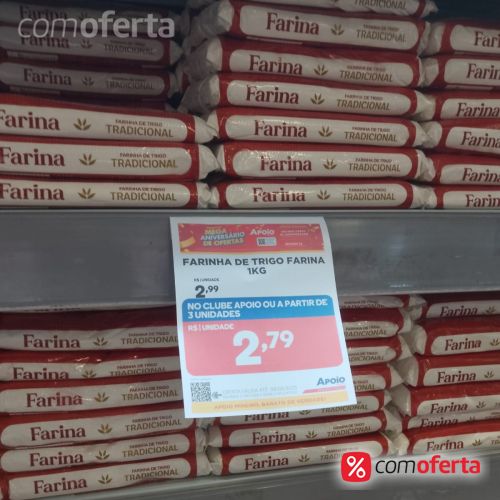 comoferta
Farina
FARINHA DE TRIGO
TRADICIONAL
MEGA
ANIVERSÁRIO
DE OFERTAS
Apoio
FARINHA DE TRIGO FARINA
1KG
R$ | UNIDADE
2,99
NO CLUBE APOIO OU A PARTIR DE
3 UNIDADES
R$ | UNIDADE
2,79
APOIO
comoferta